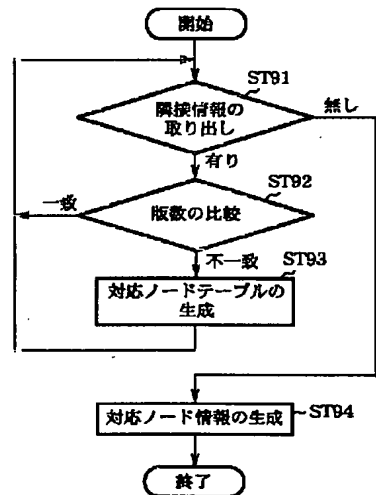 開始
ST91
隣接情報の
取り出し
無し
有り
ST92
版数の比較
一致
不一致
ST93
対応ノードテーブルの
生成
対応ノード情報の生成
ST94
終了